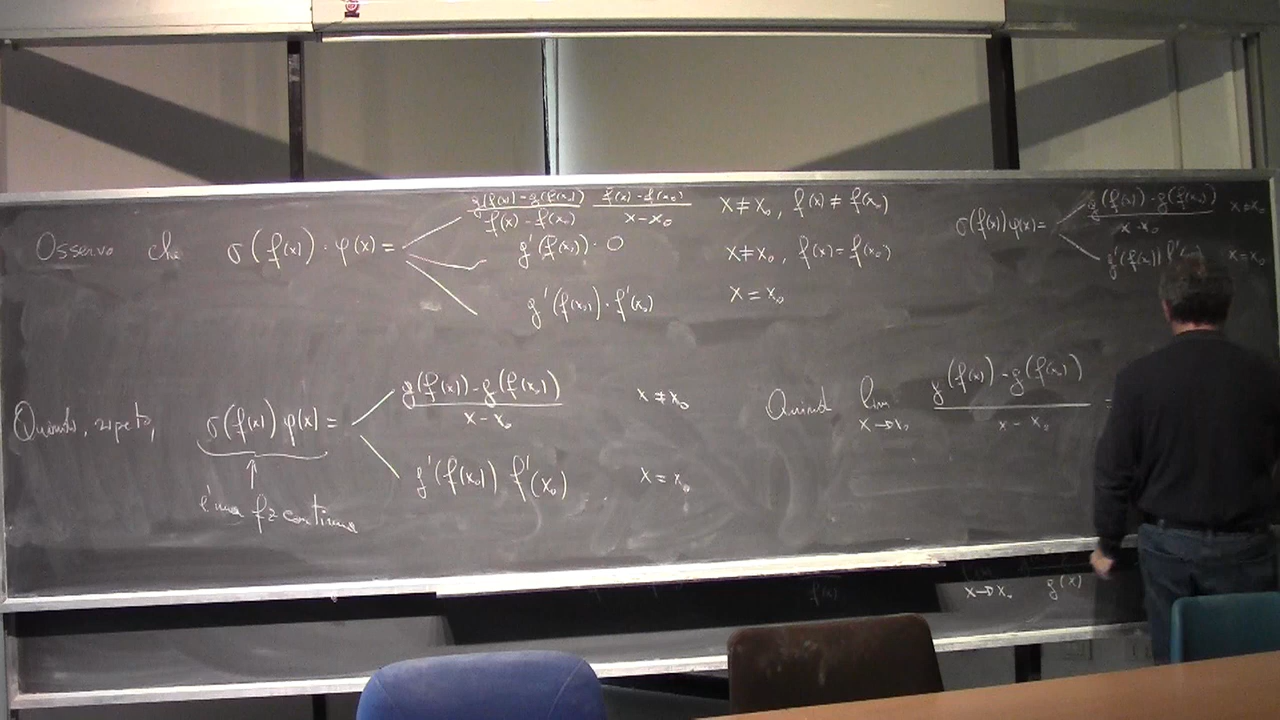 Osservo che σ(f(x))·φ(x) =
g(f(x)) - g(f(x₀)) / f(x) - f(x₀) · f(x) - f(x₀) / x - x₀   x ≠ x₀, f(x) ≠ f(x₀)
g'(f(x₀))·0   x ≠ x₀, f(x) = f(x₀)
g'(f(x₀))·f'(x₀)   x = x₀
σ(f(x)) φ(x) =
g(f(x)) - g(f(x₀)) / x - x₀   x ≠ x₀
g'(f(x₀)) f'(x₀)   x = x₀
Quindi, ripeto, σ(f(x)) φ(x) =
g(f(x)) - g(f(x₀)) / x - x₀   x ≠ x₀
g'(f(x₀)) f'(x₀)   x = x₀
↑
è una fz continua
Quindi lim x→x₀ g(f(x)) - g(f(x₀)) / x - x₀ =
x→x₀ g(x)
f(x)